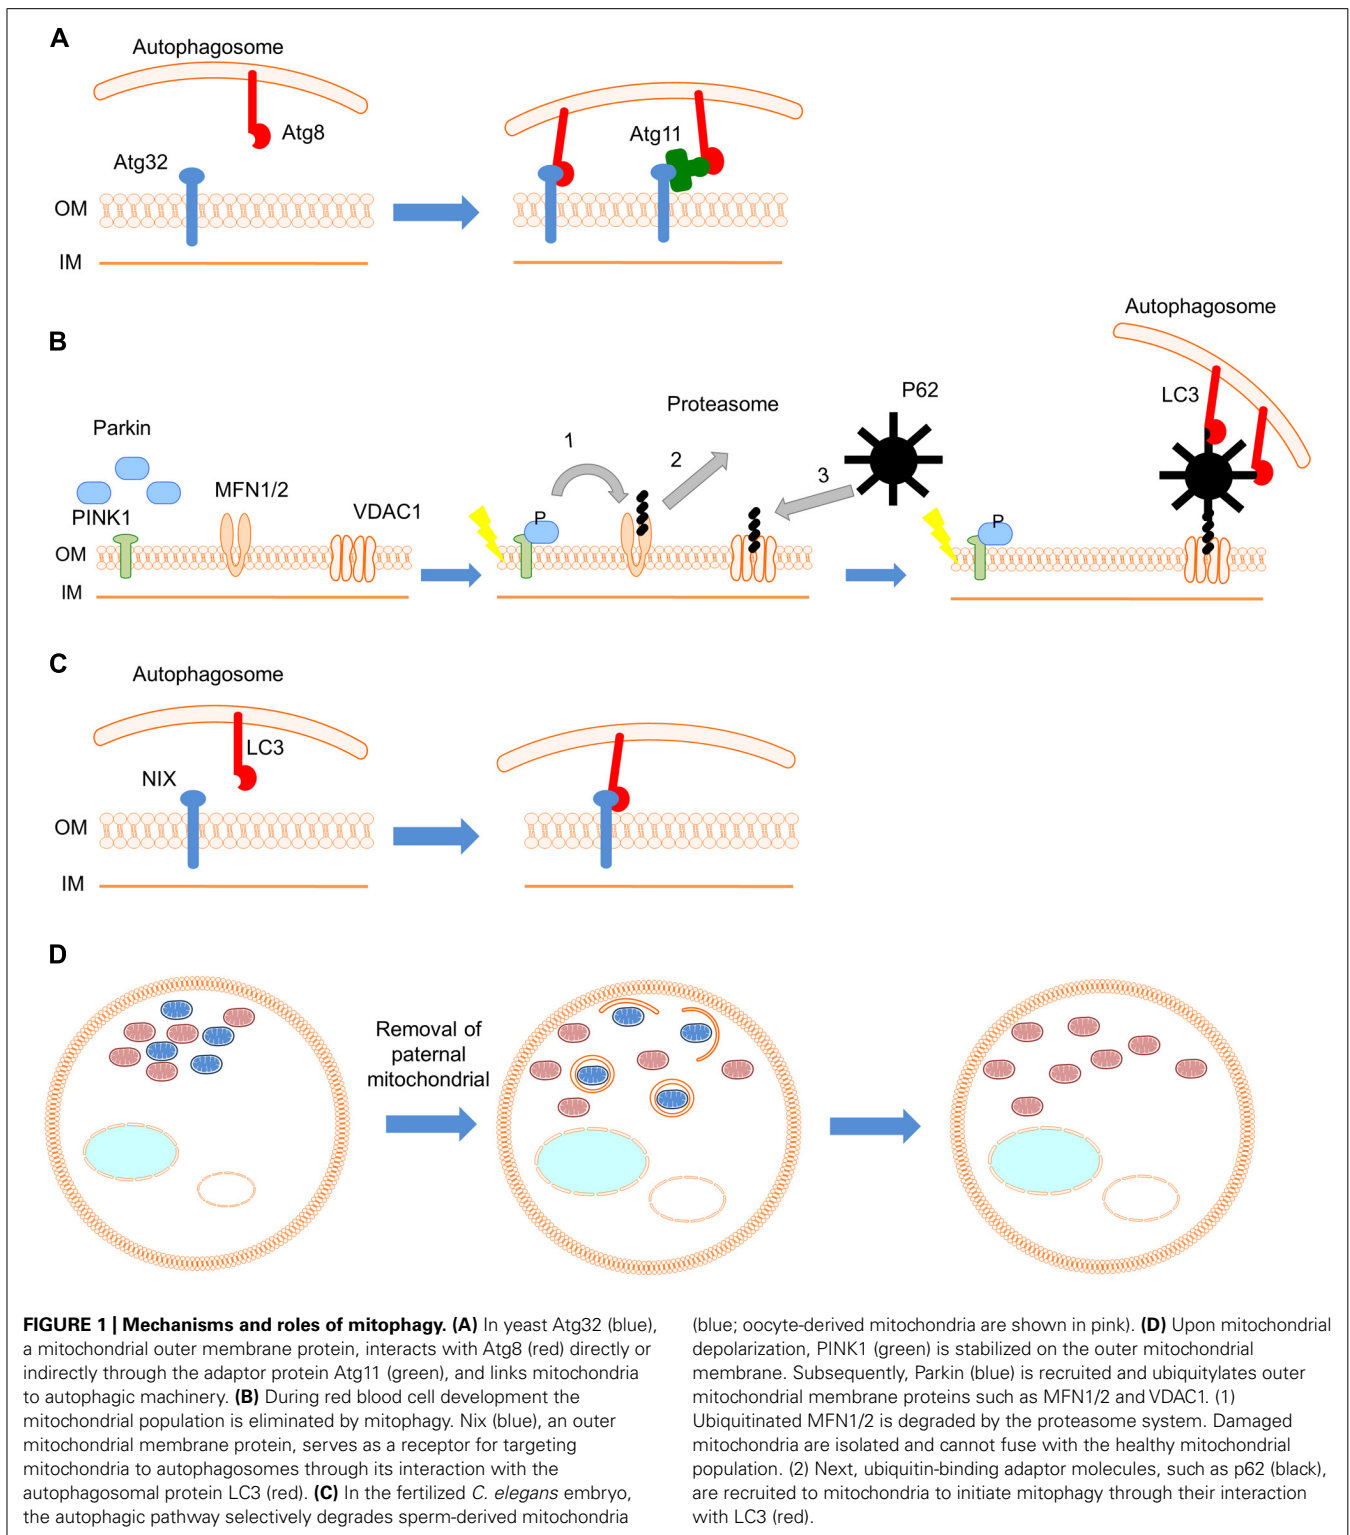 A
Autophagosome
Atg8
Atg32
Atg11
OM
IM
B
Autophagosome
LC3
P62
Proteasome
Parkin
1
2
3
MFN1/2
PINK1
VDAC1
P
P
OM
IM
C
Autophagosome
LC3
NIX
OM
IM
D
Removal of
paternal
mitochondrial
FIGURE 1 | Mechanisms and roles of mitophagy. (A) In yeast Atg32 (blue),
a mitochondrial outer membrane protein, interacts with Atg8 (red) directly or
indirectly through the adaptor protein Atg11 (green), and links mitochondria
to autophagic machinery. (B) During red blood cell development the
mitochondrial population is eliminated by mitophagy. Nix (blue), an outer
mitochondrial membrane protein, serves as a receptor for targeting
mitochondria to autophagosomes through its interaction with the
autophagosomal protein LC3 (red). (C) In the fertilized C. elegans embryo,
the autophagic pathway selectively degrades sperm-derived mitochondria
(blue; oocyte-derived mitochondria are shown in pink). (D) Upon mitochondrial
depolarization, PINK1 (green) is stabilized on the outer mitochondrial
membrane. Subsequently, Parkin (blue) is recruited and ubiquitylates outer
mitochondrial membrane proteins such as MFN1/2 and VDAC1. (1)
Ubiquitinated MFN1/2 is degraded by the proteasome system. Damaged
mitochondria are isolated and cannot fuse with the healthy mitochondrial
population. (2) Next, ubiquitin-binding adaptor molecules, such as p62 (black),
are recruited to mitochondria to initiate mitophagy through their interaction
with LC3 (red).